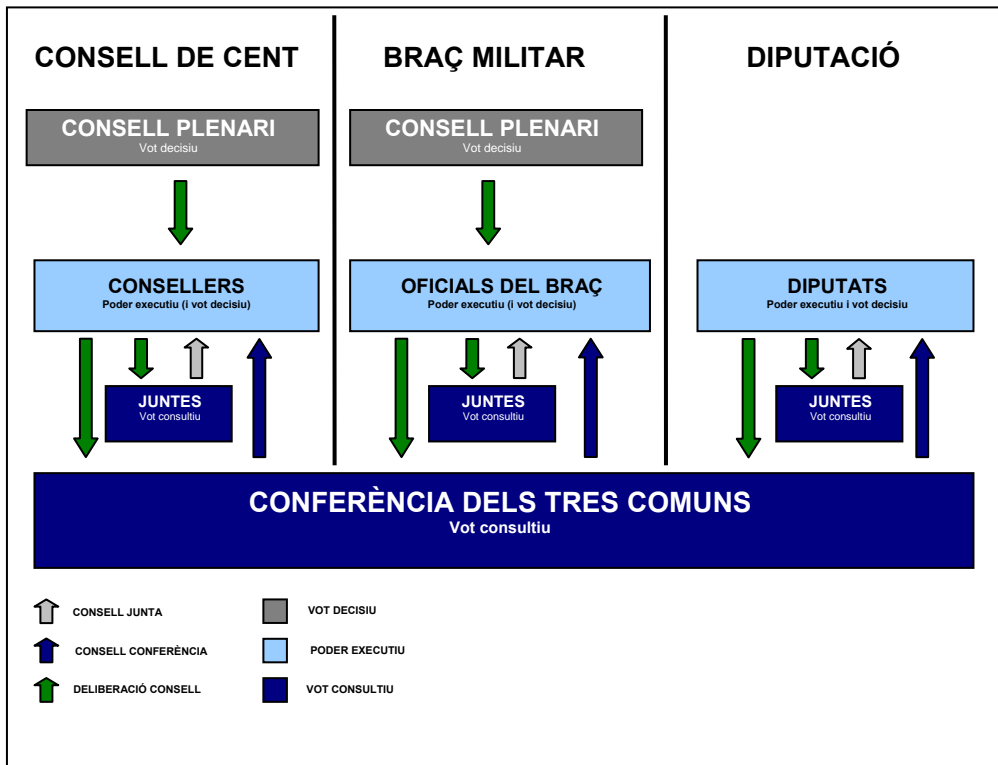 CONSELL DE CENT
BRAÇ MILITAR
DIPUTACIÓ
CONSELL PLENARI
Vot decisiu
CONSELL PLENARI
Vot decisiu
CONSELLERS
Poder executiu (i vot decisiu)
OFICIALS DEL BRAÇ
Poder executiu (i vot decisiu)
DIPUTATS
Poder executiu i vot decisiu
JUNTES
Vot consultiu
JUNTES
Vot consultiu
JUNTES
Vot consultiu
CONFERÈNCIA DELS TRES COMUNS
Vot consultiu
CONSELL JUNTA
VOT DECISIU
CONSELL CONFERÈNCIA
PODER EXECUTIU
DELIBERACIÓ CONSELL
VOT CONSULTIU